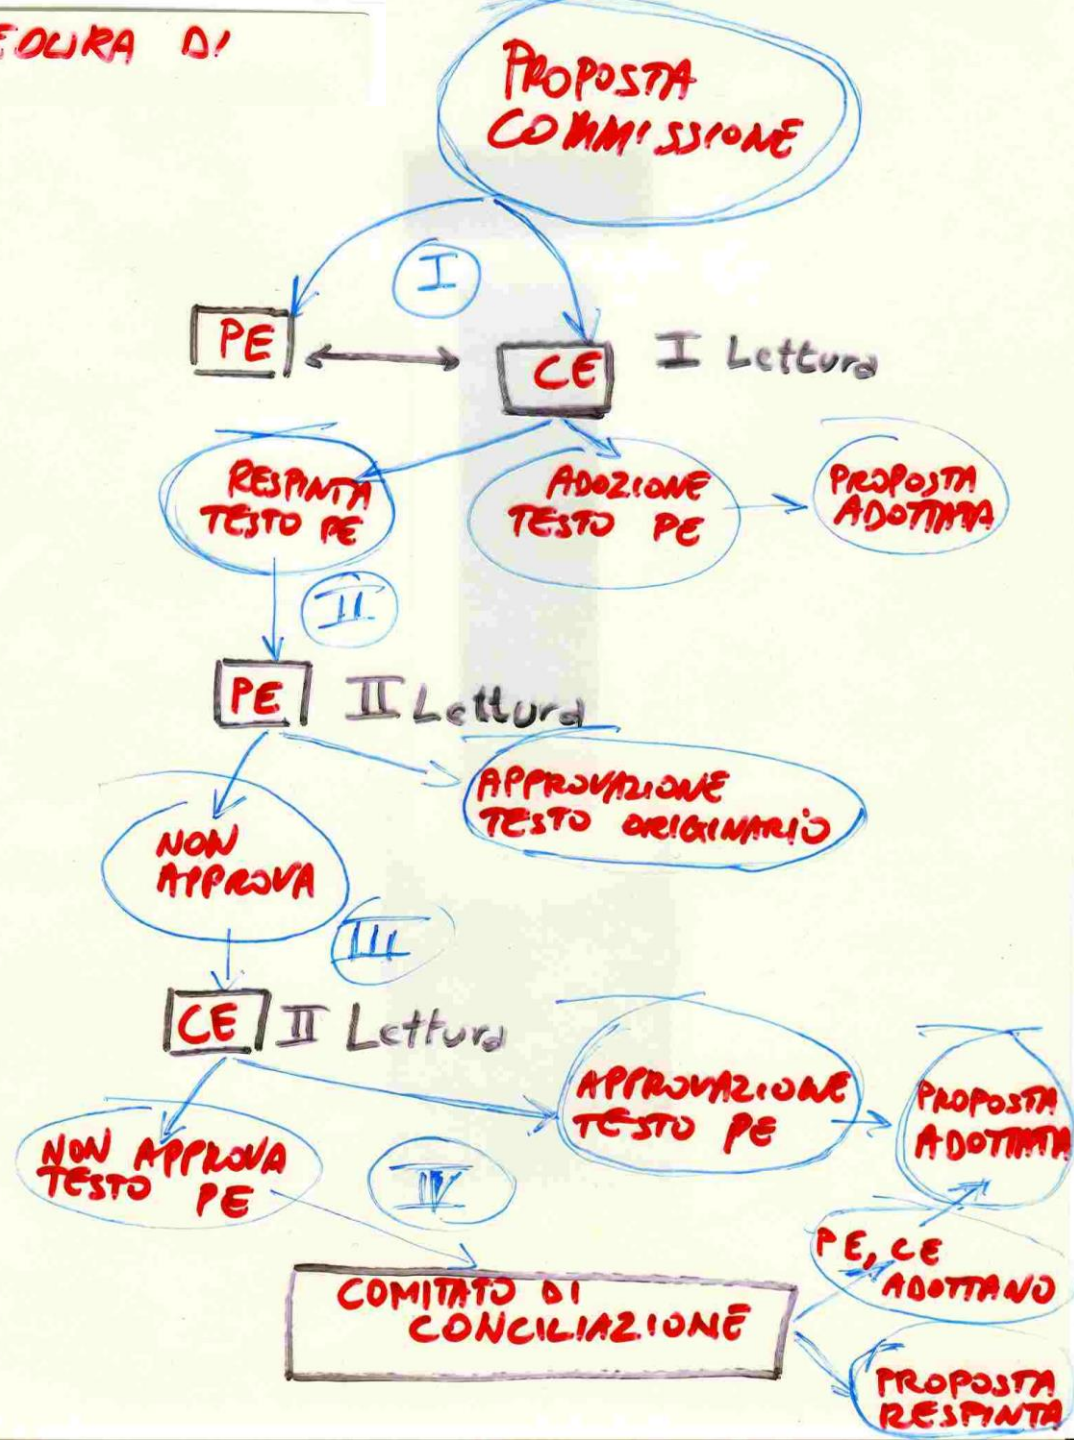 EDURA DI
PROPOSTA
COMMISSIONE
I
PE
CE
I Lettura
RESPINTA
TESTO PE
ADOZIONE
TESTO PE
PROPOSTA
ADOTTATA
II
PE
II Lettura
APPROVAZIONE
TESTO ORIGINARIO
NON
APPROVA
III
CE
II Lettura
APPROVAZIONE
TESTO PE
PROPOSTA
ADOTTATA
NON APPROVA
TESTO PE
IV
PE, CE
ADOTTANO
COMITATO DI
CONCILIAZIONE
PROPOSTA
RESPINTA